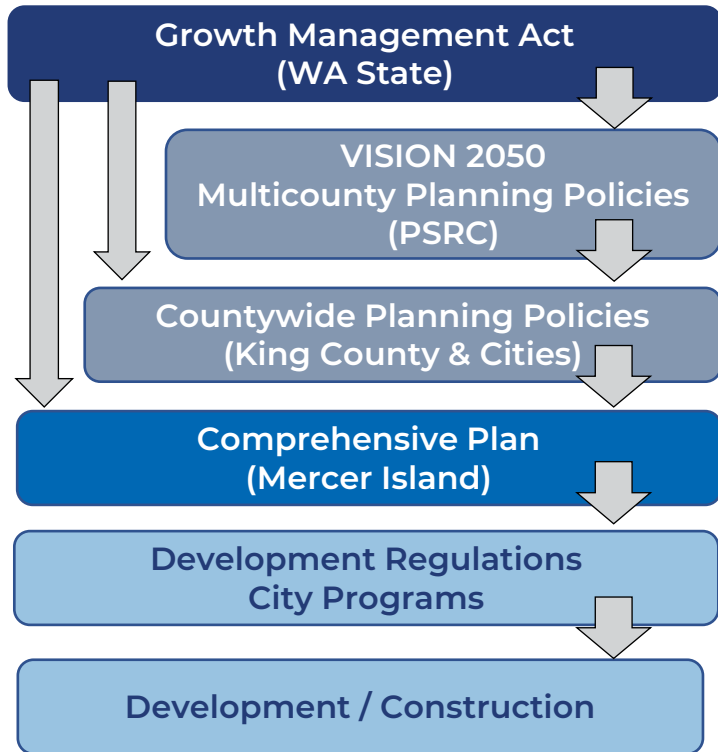 Growth Management Act
(WA State)
VISION 2050
Multicounty Planning Policies
(PSRC)
Countywide Planning Policies
(King County & Cities)
Comprehensive Plan
(Mercer Island)
Development Regulations
City Programs
Development / Construction